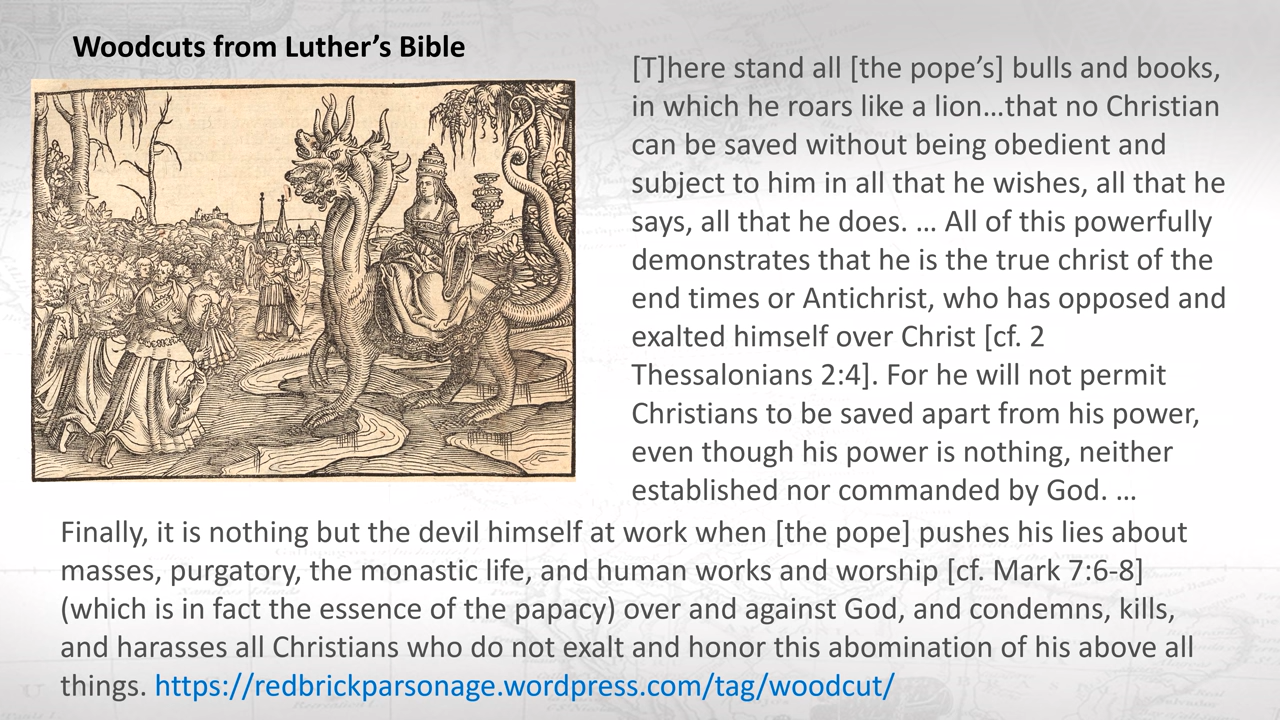 Woodcuts from Luther’s Bible
[T]here stand all [the pope’s] bulls and books,
in which he roars like a lion…that no Christian
can be saved without being obedient and
subject to him in all that he wishes, all that he
says, all that he does. … All of this powerfully
demonstrates that he is the true christ of the
end times or Antichrist, who has opposed and
exalted himself over Christ [cf. 2
Thessalonians 2:4]. For he will not permit
Christians to be saved apart from his power,
even though his power is nothing, neither
established nor commanded by God. …
Finally, it is nothing but the devil himself at work when [the pope] pushes his lies about
masses, purgatory, the monastic life, and human works and worship [cf. Mark 7:6-8]
(which is in fact the essence of the papacy) over and against God, and condemns, kills,
and harasses all Christians who do not exalt and honor this abomination of his above all
things. https://redbrickparsonage.wordpress.com/tag/woodcut/